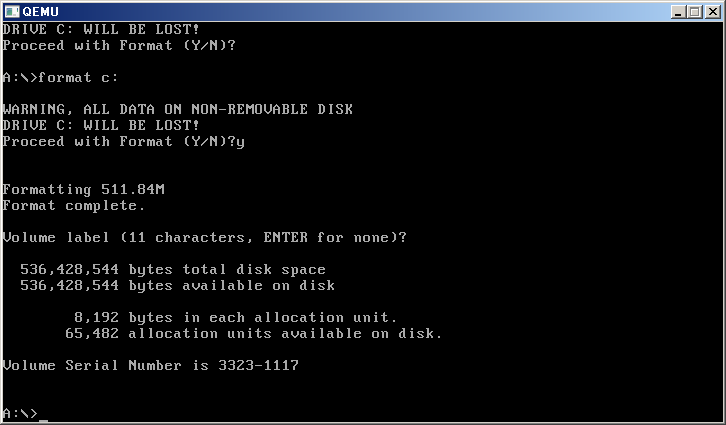 QEMU
DRIVE C: WILL BE LOST!
Proceed with Format (Y/N)?
A:\>format c:
WARNING, ALL DATA ON NON-REMOVABLE DISK
DRIVE C: WILL BE LOST!
Proceed with Format (Y/N)?y
Formatting 511.84M
Format complete.
Volume label (11 characters, ENTER for none)?
536,428,544 bytes total disk space
536,428,544 bytes available on disk
8,192 bytes in each allocation unit.
65,482 allocation units available on disk.
Volume Serial Number is 3323-1117
A:\>_